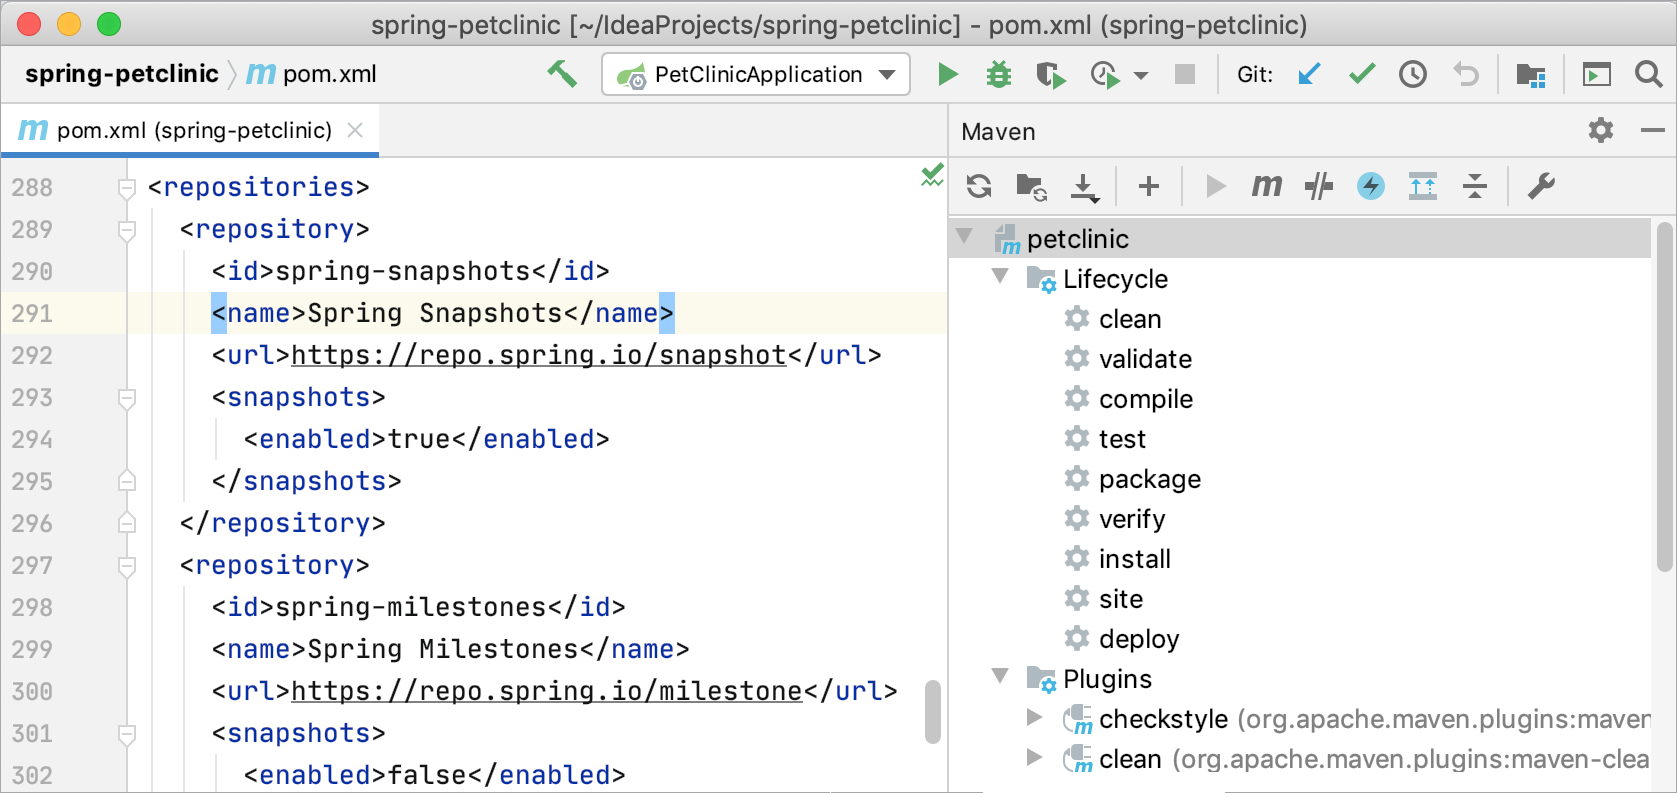 spring-petclinic [~/IdeaProjects/spring-petclinic] - pom.xml (spring-petclinic)
spring-petclinic m pom.xml
PetClinicApplication
Git:
m pom.xml (spring-petclinic)
288 <repositories>
289 <repository>
290 <id>spring-snapshots</id>
291 <name>Spring Snapshots</name>
292 <url>https://repo.spring.io/snapshot</url>
293 <snapshots>
294 <enabled>true</enabled>
295 </snapshots>
296 </repository>
297 <repository>
298 <id>spring-milestones</id>
299 <name>Spring Milestones</name>
300 <url>https://repo.spring.io/milestone</url>
301 <snapshots>
302 <enabled>false</enabled>
Maven
m
petclinic
Lifecycle
clean
validate
compile
test
package
verify
install
site
deploy
Plugins
checkstyle (org.apache.maven.plugins:maven
clean (org.apache.maven.plugins:maven-clea